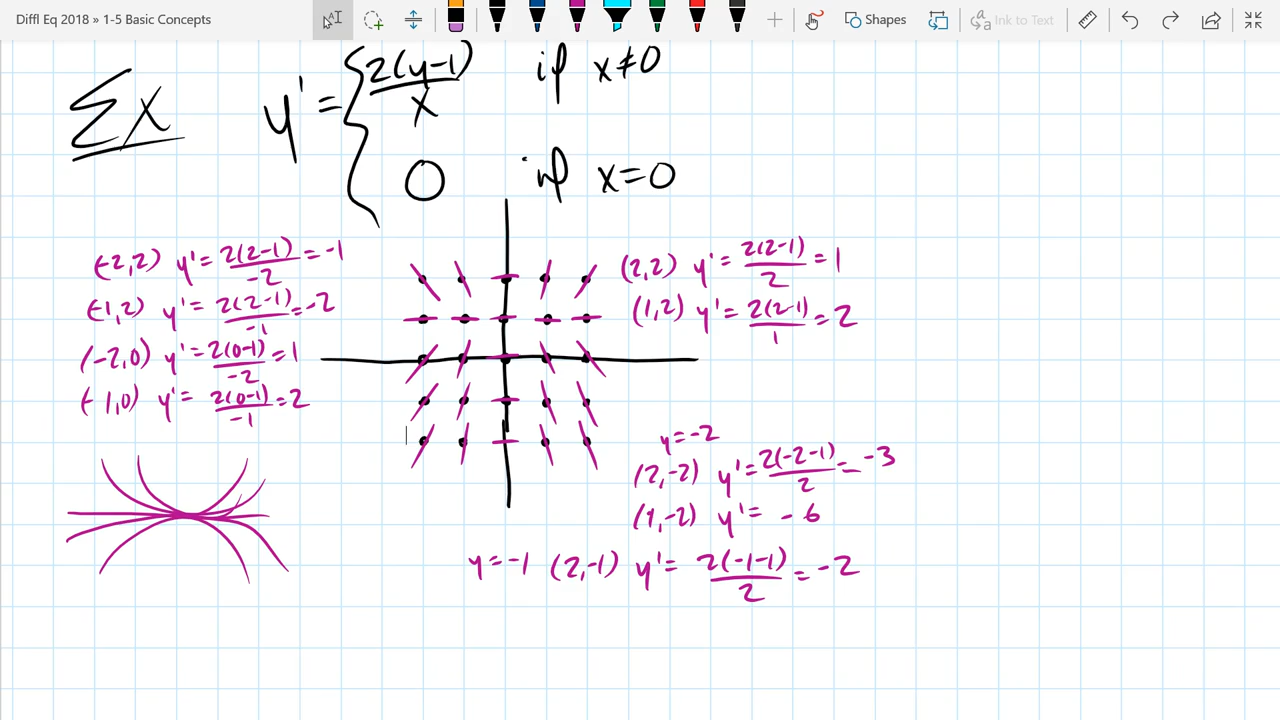 Diffl Eq 2018 » 1-5 Basic Concepts
Shapes
Ink to Text
Ex y' = { 2(y-1)/x if x≠0
0 if x=0
(-2,2) y' = 2(2-1)/-2 = -1
(-1,2) y' = 2(2-1)/-1 = -2
(-2,0) y' = 2(0-1)/-2 = 1
(-1,0) y' = 2(0-1)/-1 = 2
(2,2) y' = 2(2-1)/2 = 1
(1,2) y' = 2(2-1)/1 = 2
y=-2
(2,-2) y' = 2(-2-1)/2 = -3
(1,-2) y' = -6
y=-1 (2,-1) y' = 2(-1-1)/2 = -2